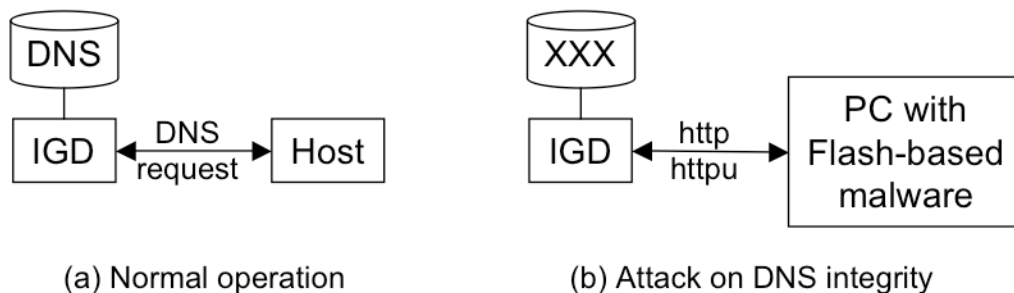 DNS
IGD
DNS
request
Host
(a) Normal operation
XXX
IGD
http
httpu
PC with
Flash-based
malware
(b) Attack on DNS integrity